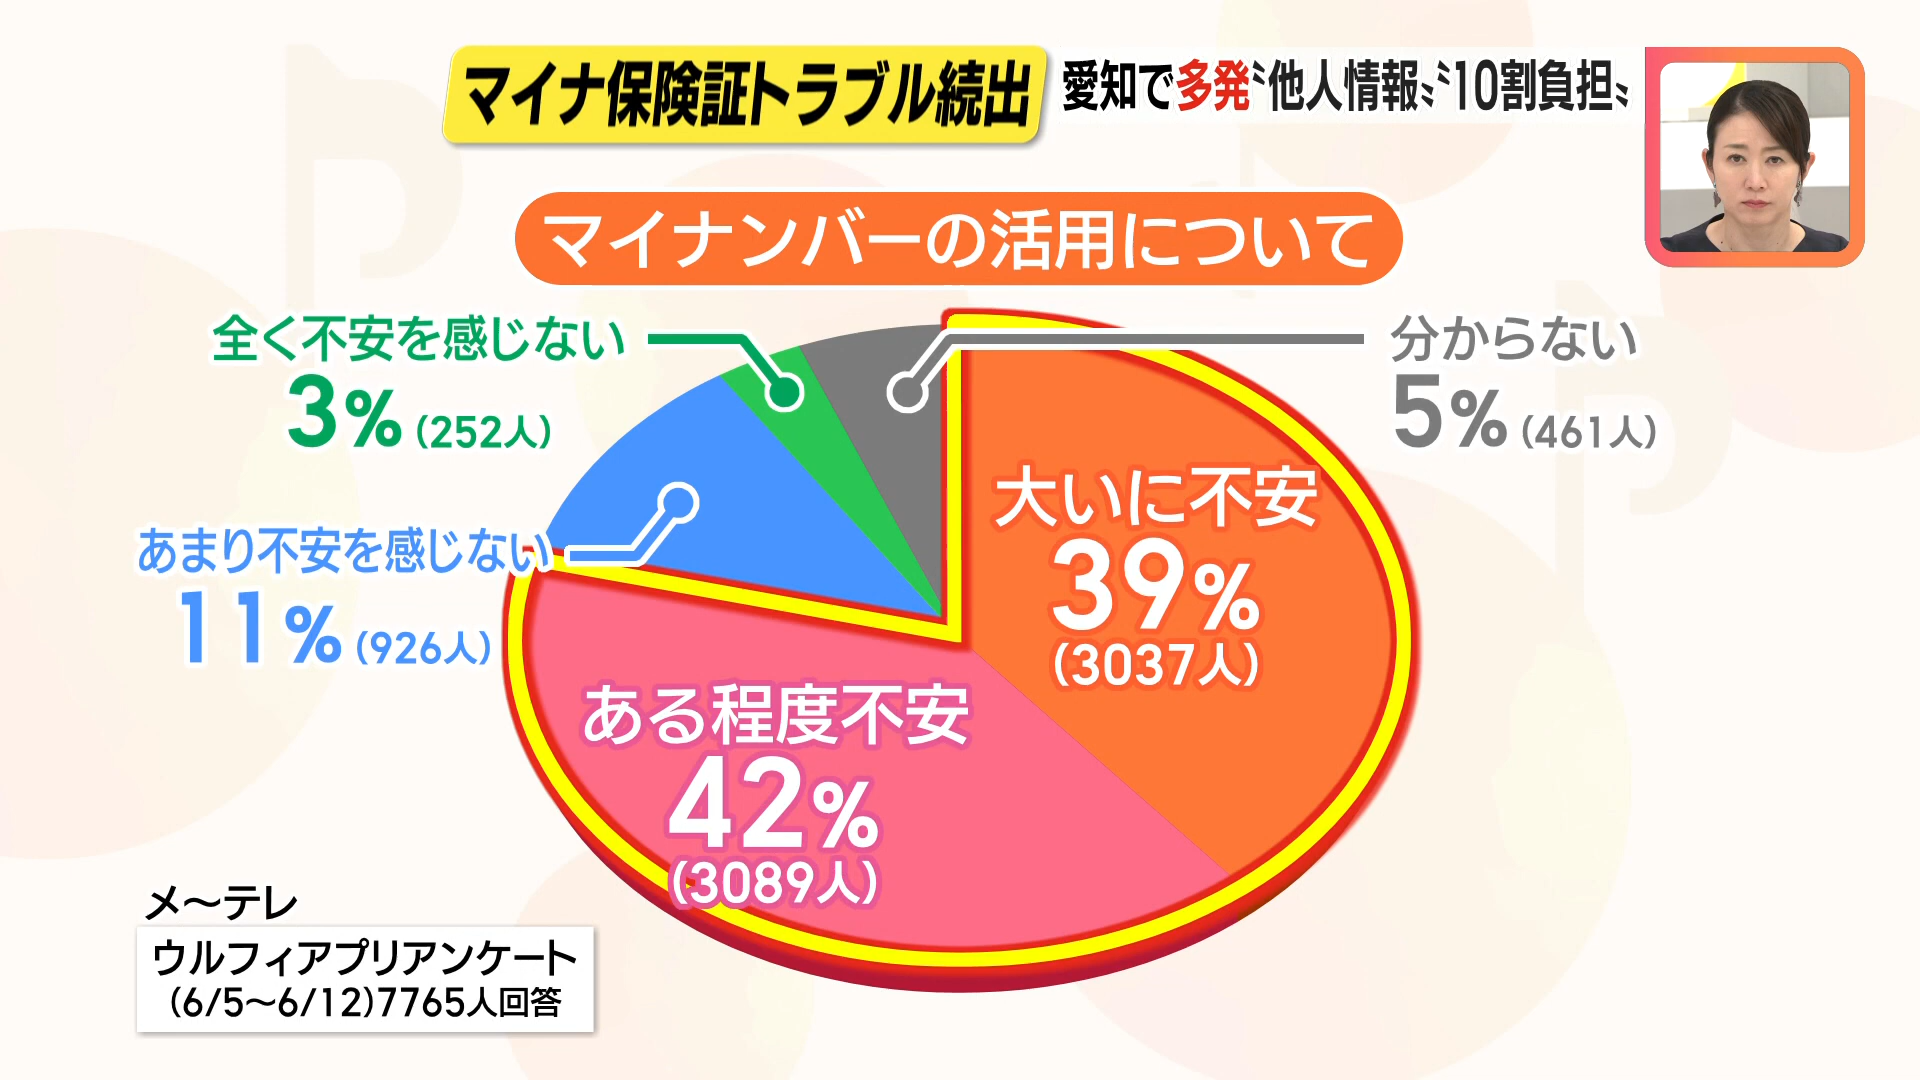 マイナ保険証トラブル続出
愛知で多発〝他人情報〟〝10割負担〟
マイナンバーの活用について
全く不安を感じない
3%(252人)
分からない
5%(461人)
大いに不安
39%
(3037人)
あまり不安を感じない
11%(926人)
ある程度不安
42%
(3089人)
メ〜テレ
ウルフィアプリアンケート
(6/5〜6/12)7765人回答